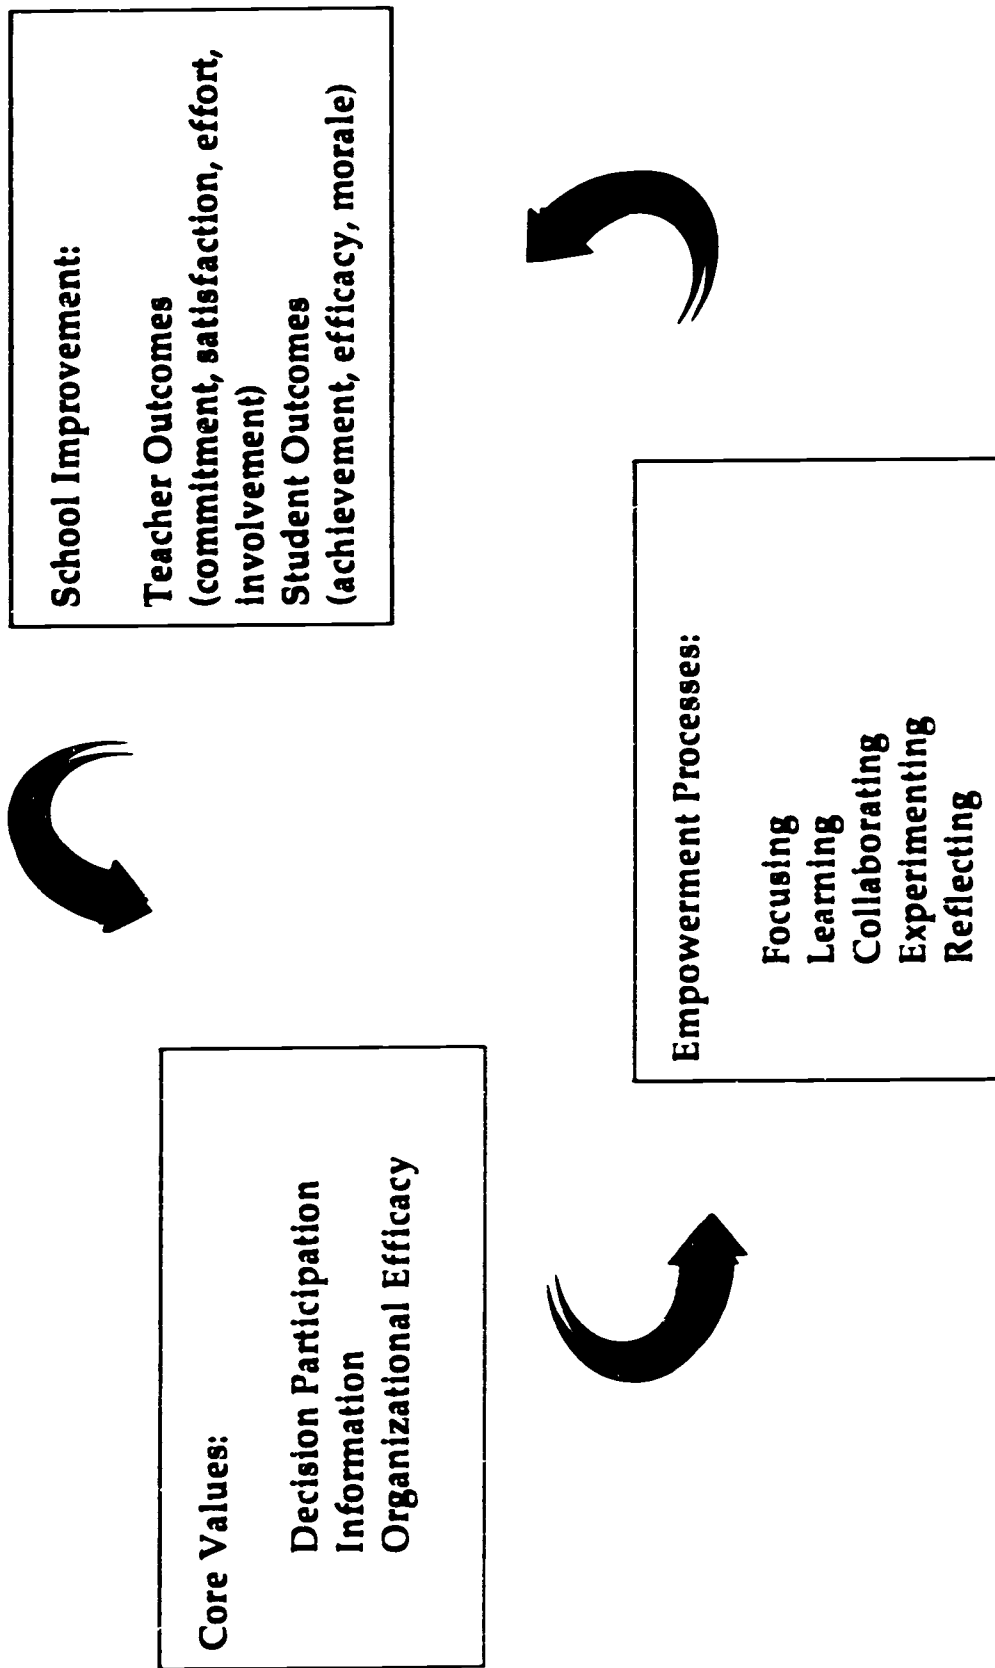 Core Values:
Decision Participation
Information
Organizational Efficacy
Empowerment Processes:
Focusing
Learning
Collaborating
Experimenting
Reflecting
School Improvement:
Teacher Outcomes
(commitment, satisfaction, effort,
involvement)
Student Outcomes
(achievement, efficacy, morale)